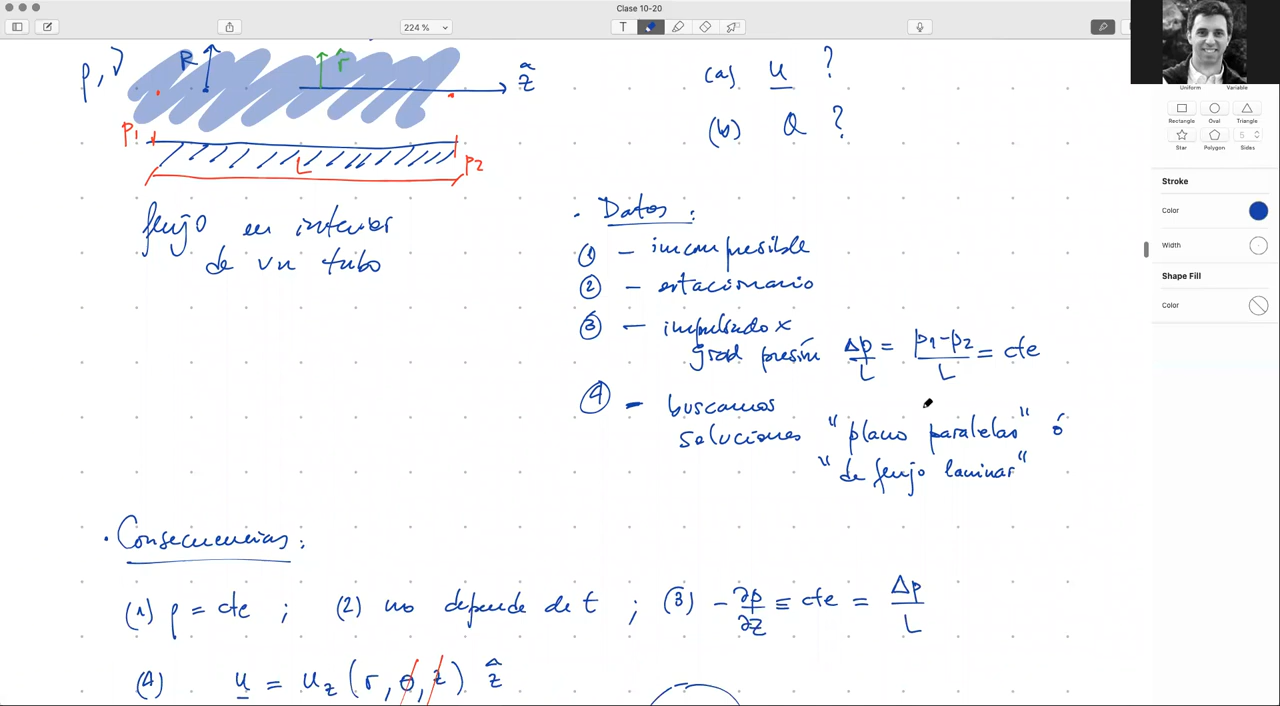 Clase 10-20
224 %
T
Uniform Variable
Rectangle Oval Triangle
Star Polygon 5 Sides
Stroke
Color
Width
Shape Fill
Color
ρ, ν
R
r̂
ẑ
P1
L
P2
flujo en interior
de un tubo
(a) u ?
(b) Q ?
· Datos :
① – incompresible
② – estacionario
③ – impulsado x
grad presión Δp/L = p1-p2/L = cte
④ – buscamos
soluciones "plano paralelas" ó
"de flujo laminar"
· Consecuencias :
(1) ρ = cte ; (2) no depende de t ; (3) - ∂p/∂z ≡ cte = Δp/L
(4) u = uz (r, θ, z) ẑ